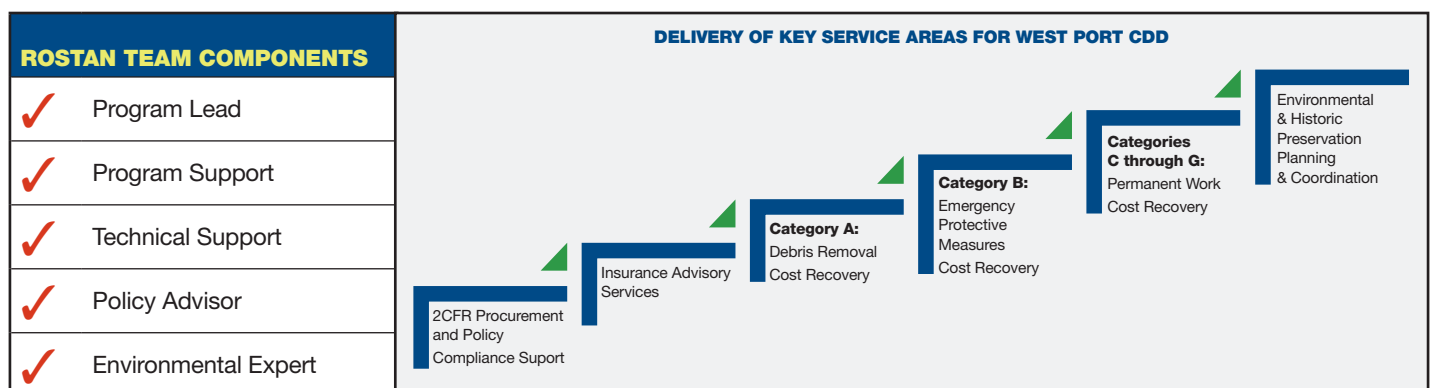 ROSTAN TEAM COMPONENTS
Program Lead
Program Support
Technical Support
Policy Advisor
Environmental Expert
DELIVERY OF KEY SERVICE AREAS FOR WEST PORT CDD
2CFR Procurement
and Policy
Compliance Suport
Insurance Advisory
Services
Category A:
Debris Removal
Cost Recovery
Category B:
Emergency
Protective
Measures
Cost Recovery
Categories
C through G:
Permanent Work
Cost Recovery
Environmental
& Historic
Preservation
Planning
& Coordination